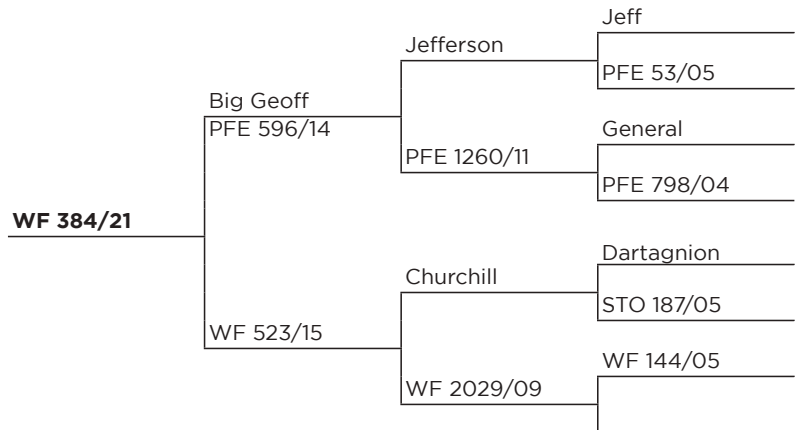 Jeff
Jefferson
PFE 53/05
Big Geoff
PFE 596/14
General
PFE 1260/11
PFE 798/04
WF 384/21
Dartagnion
Churchill
STO 187/05
WF 523/15
WF 144/05
WF 2029/09